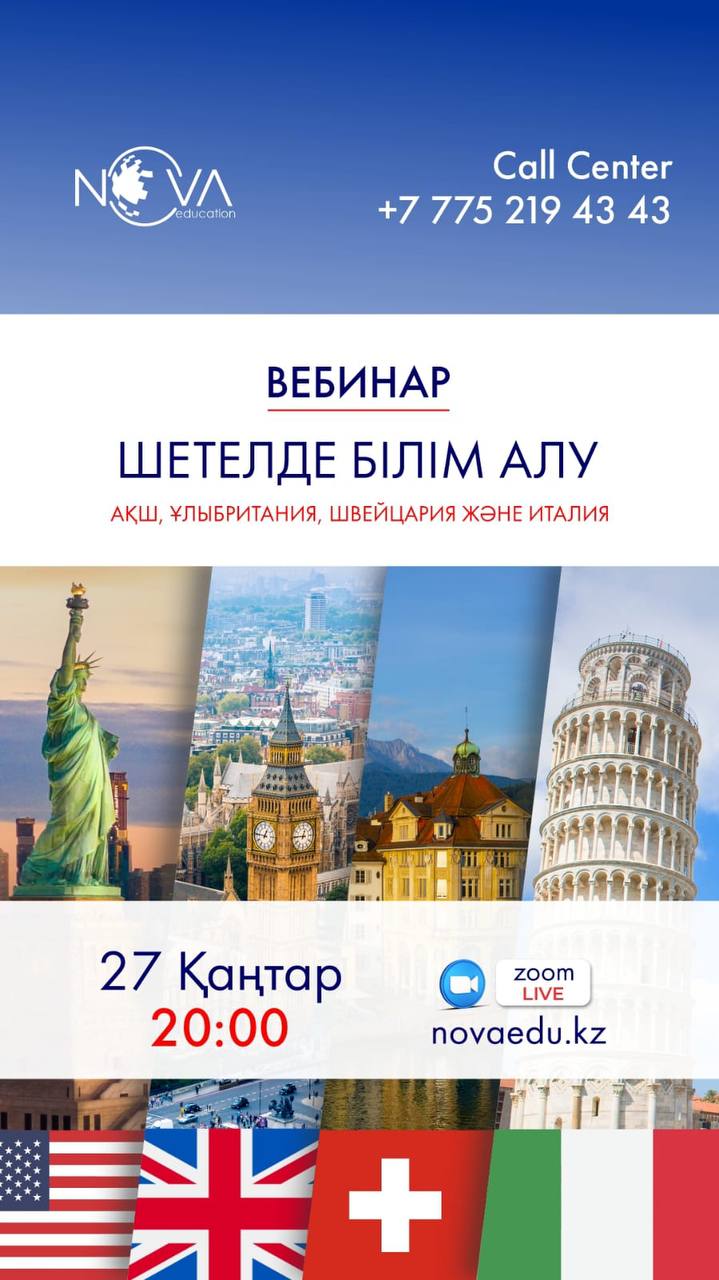 NOVA
education
Call Center
+7 775 219 43 43
ВЕБИНАР
ШЕТЕЛДЕ БІЛІМ АЛУ
АҚШ, ҰЛЫБРИТАНИЯ, ШВЕЙЦАРИЯ ЖӘНЕ ИТАЛИЯ
27 Қаңтар
20:00
zoom
LIVE
novaedu.kz